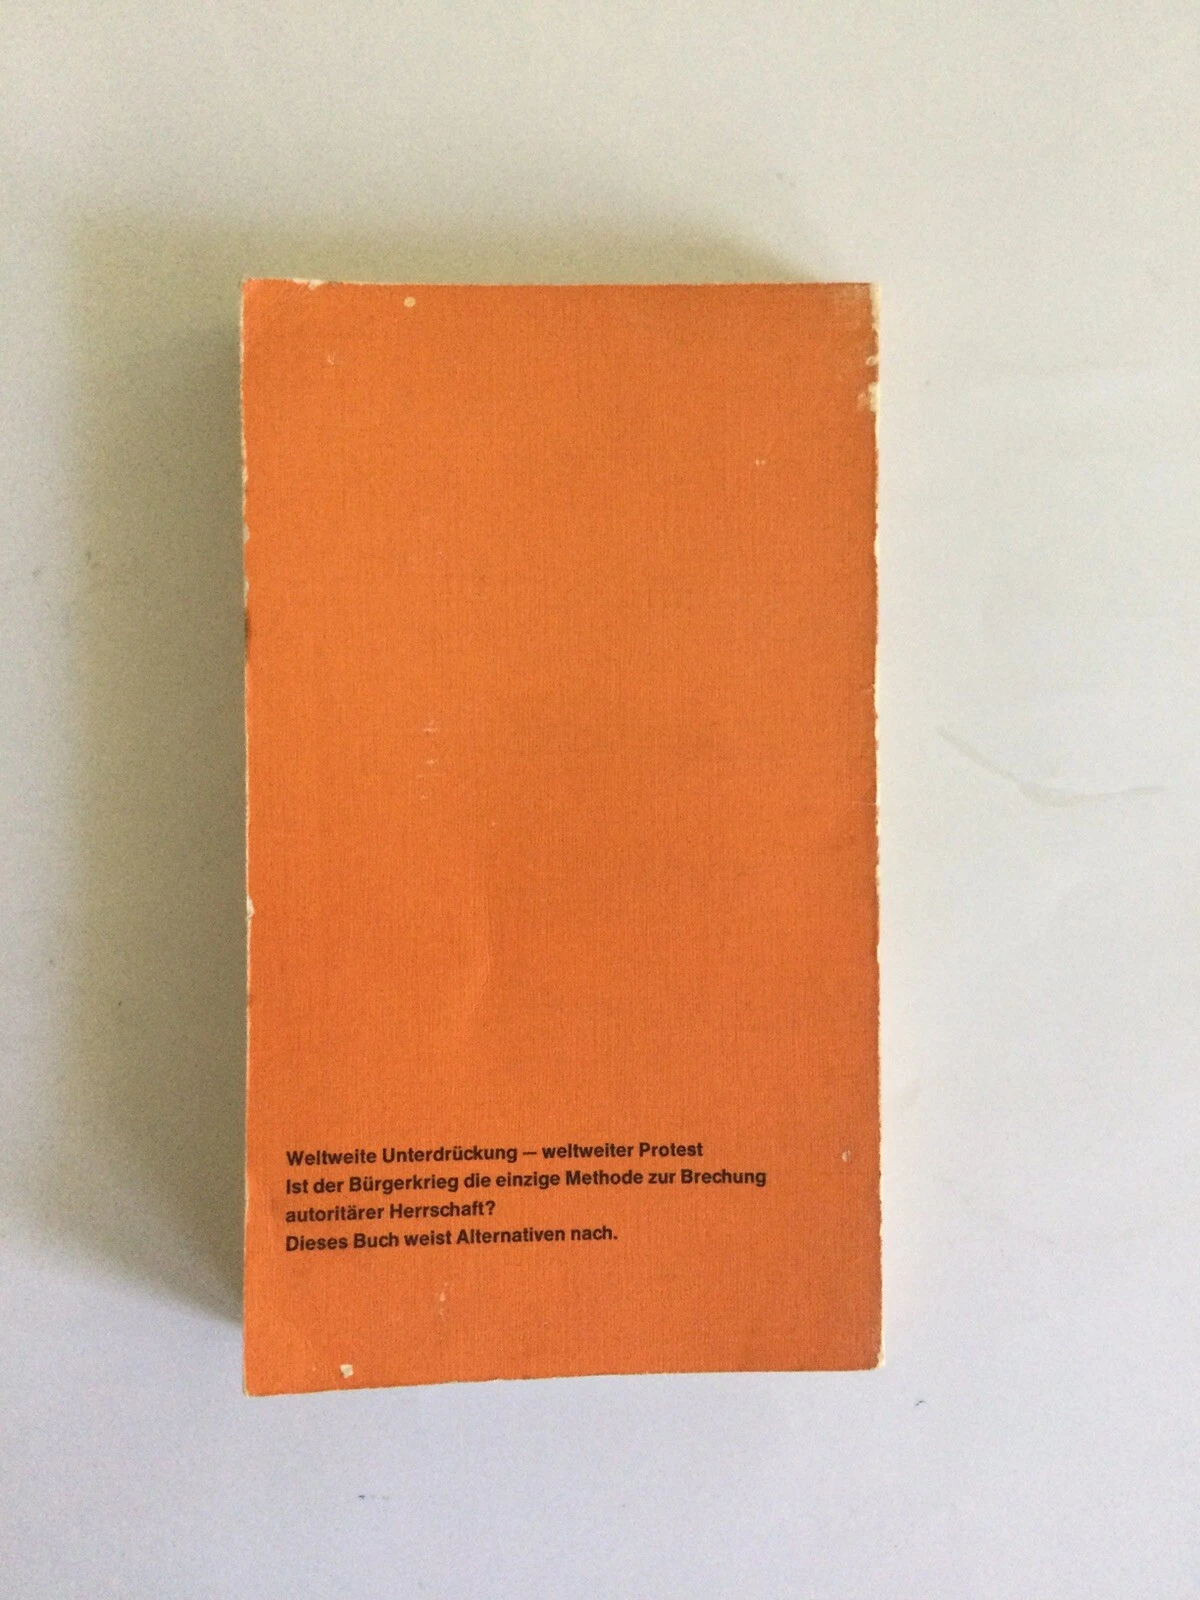 Weltweite Unterdrückung — weltweiter Protest
Ist der Bürgerkrieg die einzige Methode zur Brechung
autoritärer Herrschaft?
Dieses Buch weist Alternativen nach.